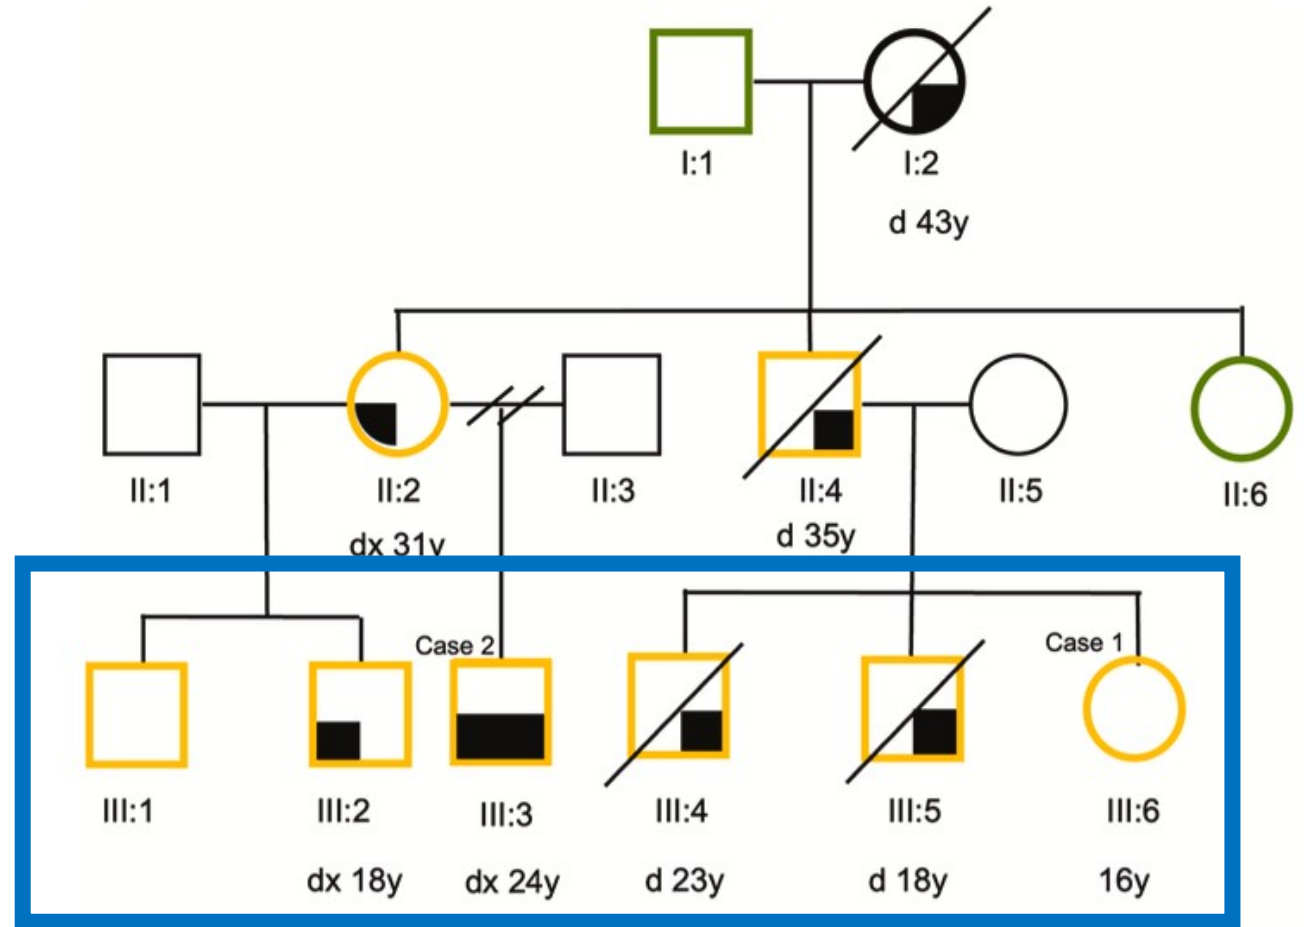 I:1 I:2
d 43y
II:1 II:2 II:3 II:4 II:5 II:6
dx 31y d 35y
Case 2 Case 1
III:1 III:2 III:3 III:4 III:5 III:6
dx 18y dx 24y d 23y d 18y 16y